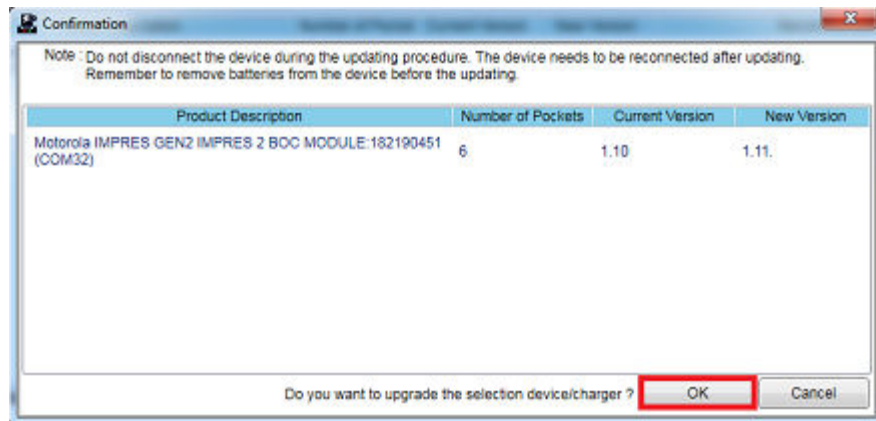 Confirmation
Note : Do not disconnect the device during the updating procedure. The device needs to be reconnected after updating.
Remember to remove batteries from the device before the updating.
Product Description Number of Pockets Current Version New Version
Motorola IMPRES GEN2 IMPRES 2 BOC MODULE:182190451 6 1.10 1.11.
(COM32)
Do you want to upgrade the selection device/charger ? OK Cancel